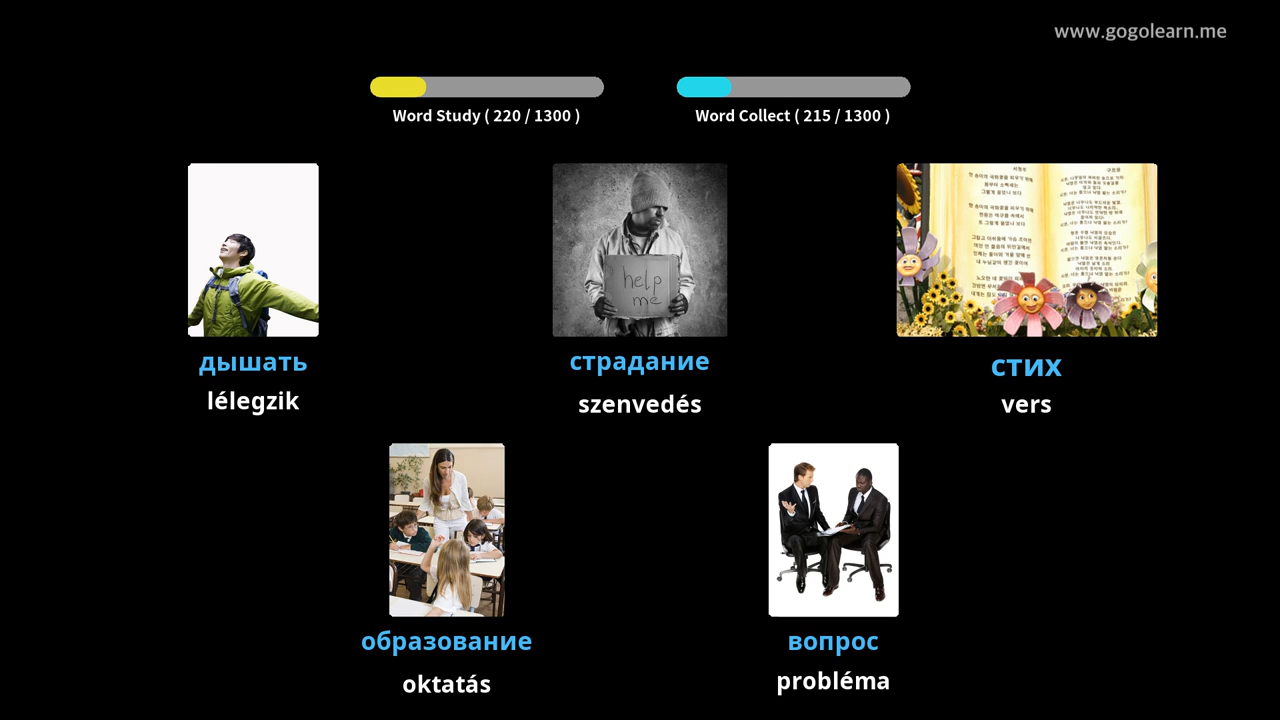 www.gogolearn.me
Word Study ( 220 / 1300 )
Word Collect ( 215 / 1300 )
help
me
дышать
lélegzik
страдание
szenvedés
стих
vers
образование
oktatás
вопрос
probléma